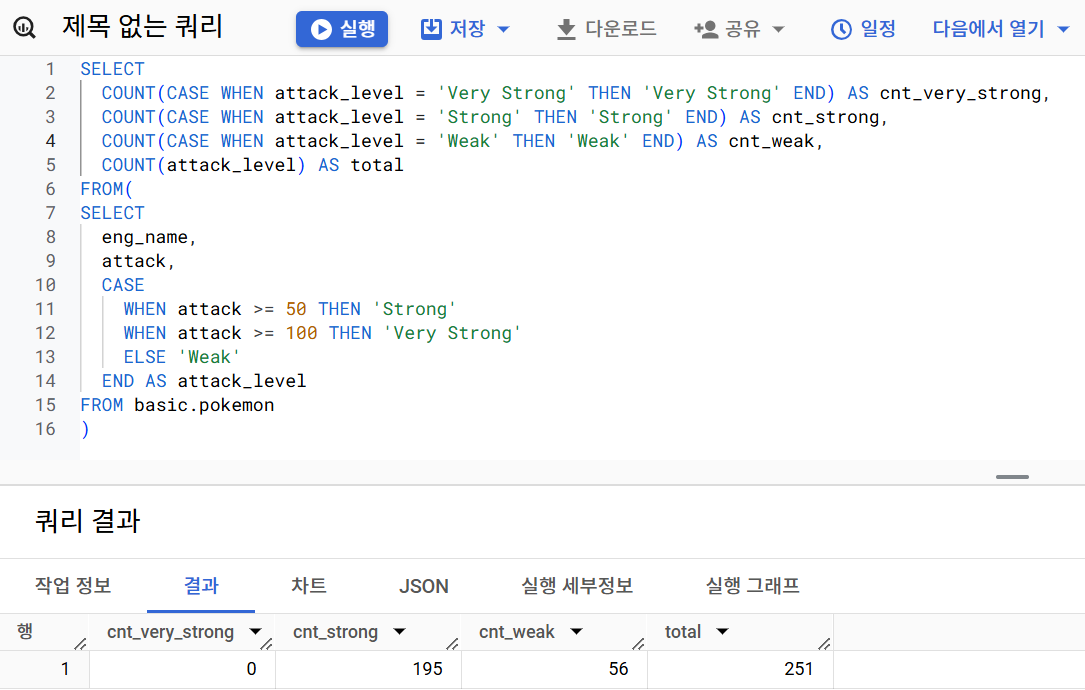 제목 없는 쿼리 실행 저장 다운로드 공유 일정 다음에서 열기
1 SELECT
2 COUNT(CASE WHEN attack_level = 'Very Strong' THEN 'Very Strong' END) AS cnt_very_strong,
3 COUNT(CASE WHEN attack_level = 'Strong' THEN 'Strong' END) AS cnt_strong,
4 COUNT(CASE WHEN attack_level = 'Weak' THEN 'Weak' END) AS cnt_weak,
5 COUNT(attack_level) AS total
6 FROM(
7 SELECT
8 eng_name,
9 attack,
10 CASE
11 WHEN attack >= 50 THEN 'Strong'
12 WHEN attack >= 100 THEN 'Very Strong'
13 ELSE 'Weak'
14 END AS attack_level
15 FROM basic.pokemon
16 )
쿼리 결과
작업 정보 결과 차트 JSON 실행 세부정보 실행 그래프
행 cnt_very_strong cnt_strong cnt_weak total
1 0 195 56 251